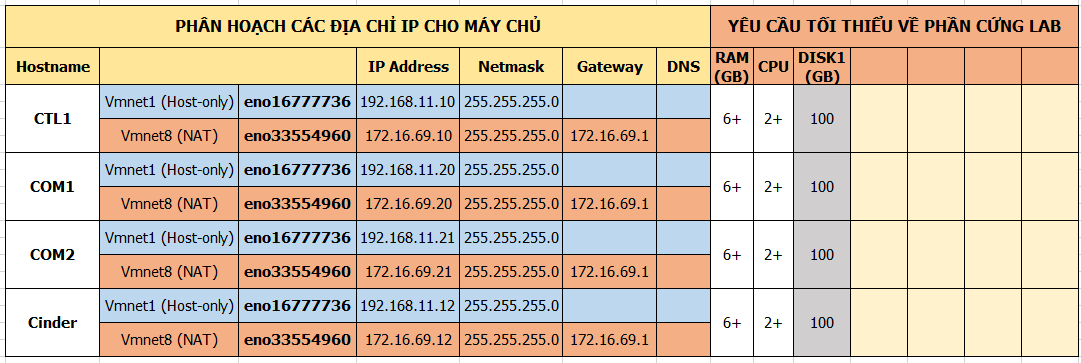 PHÂN HOẠCH CÁC ĐỊA CHỈ IP CHO MÁY CHỦ YÊU CẦU TỐI THIỂU VỀ PHẦN CỨNG LAB
Hostname IP Address Netmask Gateway DNS RAM (GB) CPU DISK1 (GB)
CTL1 Vmnet1 (Host-only) eno16777736 192.168.11.10 255.255.255.0 6+ 2+ 100
Vmnet8 (NAT) eno33554960 172.16.69.10 255.255.255.0 172.16.69.1
COM1 Vmnet1 (Host-only) eno16777736 192.168.11.20 255.255.255.0 6+ 2+ 100
Vmnet8 (NAT) eno33554960 172.16.69.20 255.255.255.0 172.16.69.1
COM2 Vmnet1 (Host-only) eno16777736 192.168.11.21 255.255.255.0 6+ 2+ 100
Vmnet8 (NAT) eno33554960 172.16.69.21 255.255.255.0 172.16.69.1
Cinder Vmnet1 (Host-only) eno16777736 192.168.11.12 255.255.255.0 6+ 2+ 100
Vmnet8 (NAT) eno33554960 172.16.69.12 255.255.255.0 172.16.69.1